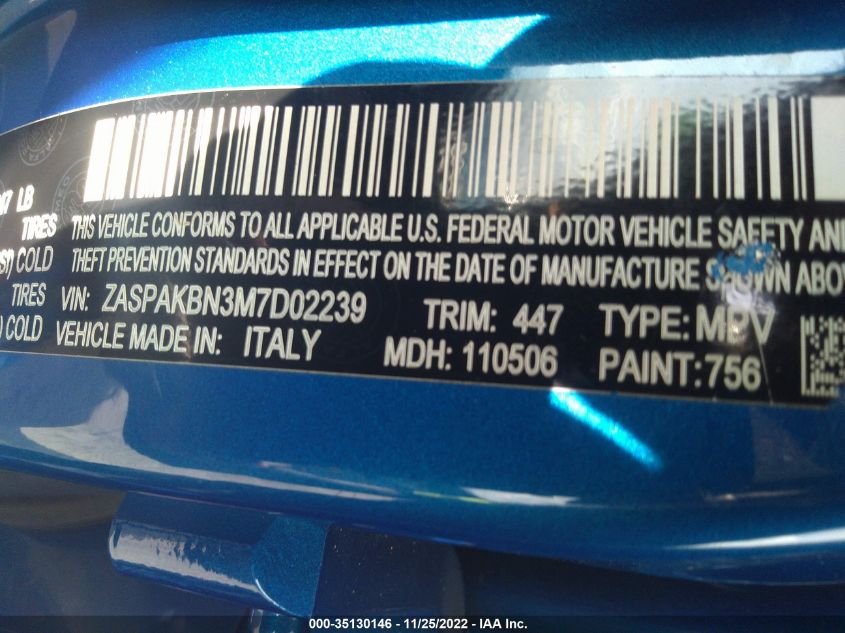 LB
TIRES
COLD
TIRES
COLD
THIS VEHICLE CONFORMS TO ALL APPLICABLE U.S. FEDERAL MOTOR VEHICLE SAFETY AND
THEFT PREVENTION STANDARDS IN EFFECT ON THE DATE OF MANUFACTURE SHOWN ABO
VIN: ZASPAKBN3M7D02239 TRIM: 447 TYPE: MPV
VEHICLE MADE IN: ITALY MDH: 110506 PAINT:756
000-35130146 - 11/25/2022 - IAA Inc.